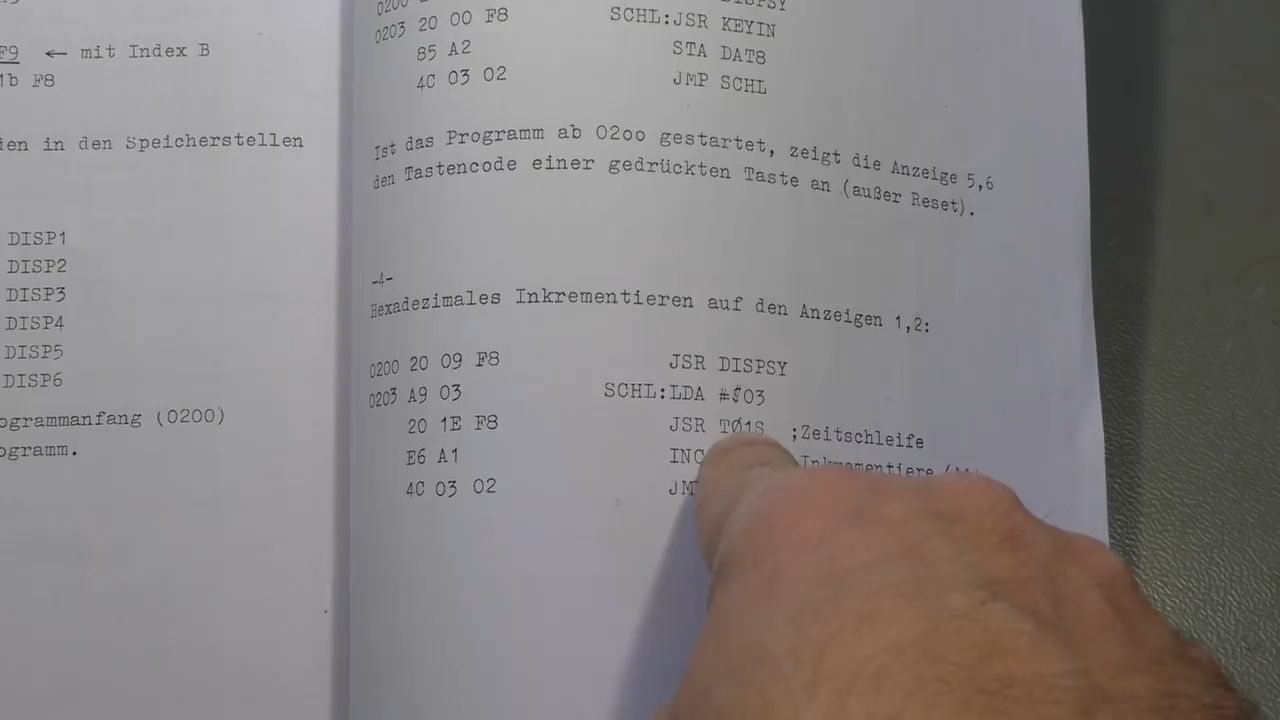 F9 ← mit Index B
1b F8
den in den Speicherstellen
DISP1
DISP2
DISP3
DISP4
DISP5
DISP6
ogrammanfang (0200)
ogramm.
0200
0203 20 00 F8 SCHL:JSR KEYIN
85 A2 STA DAT8
4C 03 02 JMP SCHL
Ist das Programm ab 02oo gestartet, zeigt die Anzeige 5,6
den Tastencode einer gedrückten Taste an (außer Reset).
-4-
Hexadezimales Inkrementieren auf den Anzeigen 1,2:
0200 20 09 F8 JSR DISPSY
0203 A9 03 SCHL:LDA #$03
20 1E F8 JSR TØ1S ;Zeitschleife
E6 A1 INC Inkrementiere
4C 03 02 JM